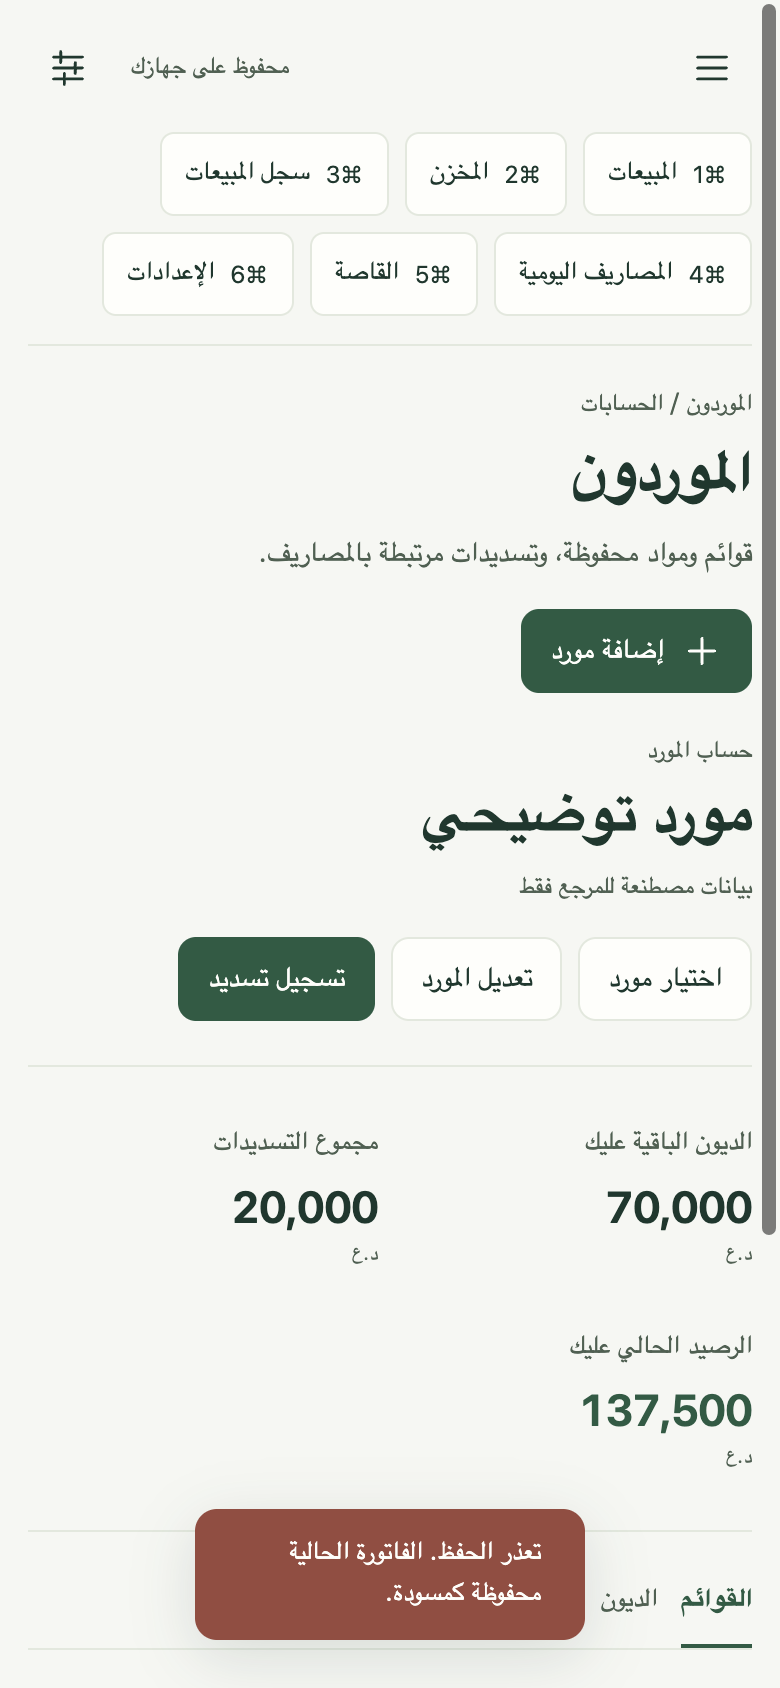 محفوظ على جهازك
⌘1 المبيعات ⌘2 المخزن ⌘3 سجل المبيعات
⌘4 المصاريف اليومية ⌘5 القاصة ⌘6 الإعدادات
الموردون / الحسابات
الموردون
قوائم ومواد محفوظة، وتسديدات مرتبطة بالمصاريف.
إضافة مورد
حساب المورد
مورد توضيحي
بيانات مصطنعة للمرجع فقط
اختيار مورد تعديل المورد تسجيل تسديد
الديون الباقية عليك مجموع التسديدات
70,000 20,000
د.ع د.ع
الرصيد الحالي عليك
137,500
د.ع
القوائم الديون
تعذر الحفظ. الفاتورة الحالية
محفوظة كمسودة.